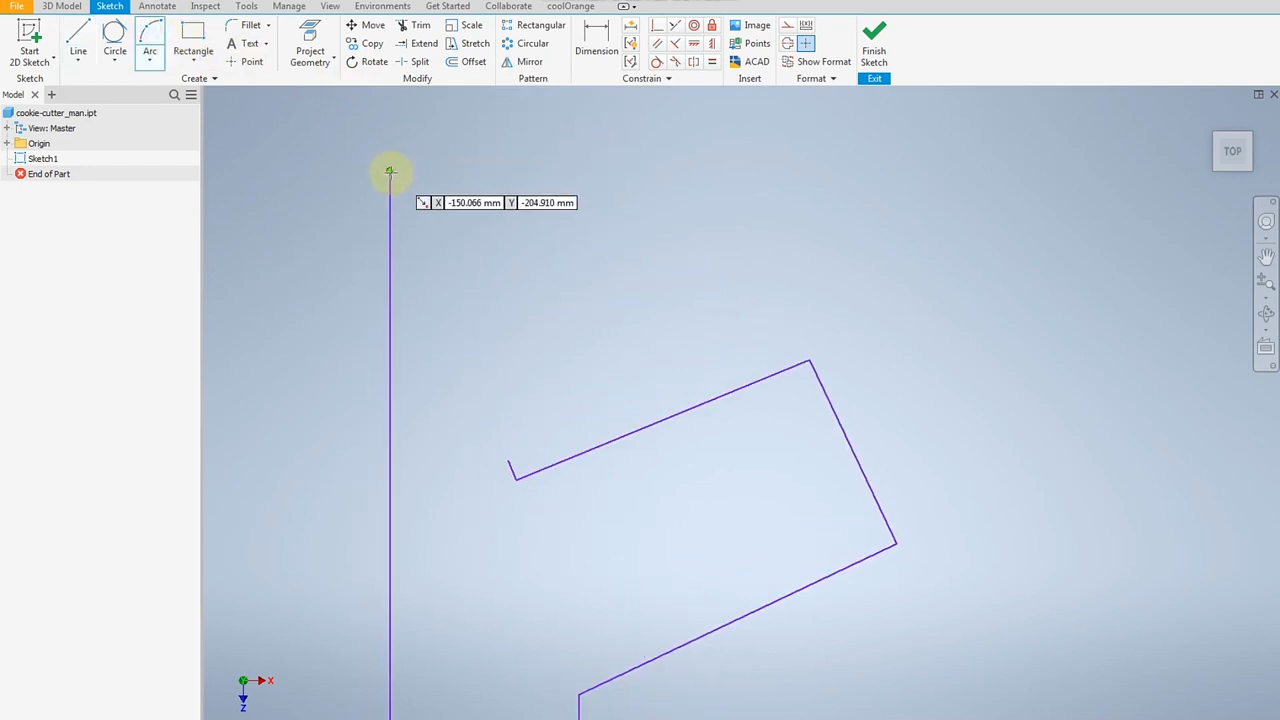 File 3D Model Sketch Annotate Inspect Tools Manage View Environments Get Started Collaborate coolOrange
Fillet Move Trim Scale Rectangular Image
Start 2D Sketch Line Circle Arc Rectangle Text Project Geometry Copy Extend Stretch Circular Dimension Points Finish Sketch
Point Rotate Split Offset Mirror ACAD Show Format
Sketch Create Modify Pattern Constrain Insert Format Exit
Model
cookie-cutter_man.ipt
View: Master
Origin
Sketch1
End of Part
TOP
X -150.066 mm Y -204.910 mm
X
Z